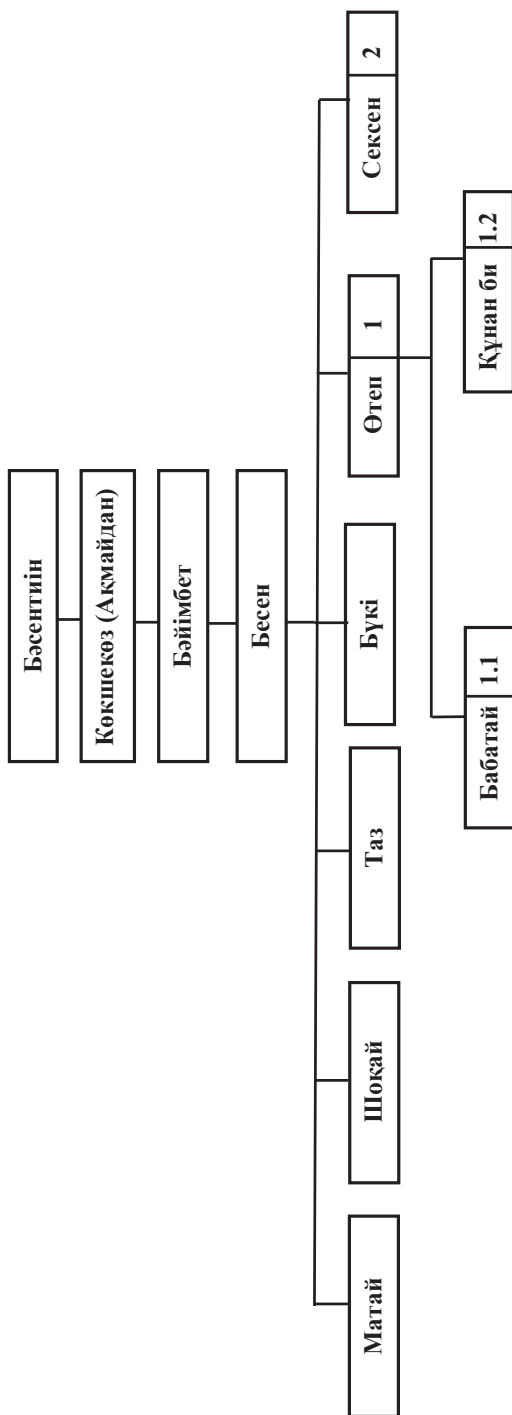 Бәсентиін
Көкшекөз (Ақмайдан)
Бәйімбет
Бесен
Матай
Шоқай
Таз
Бүкі
Өтеп 1
Сексен 2
Бабатай 1.1
Құнан би 1.2